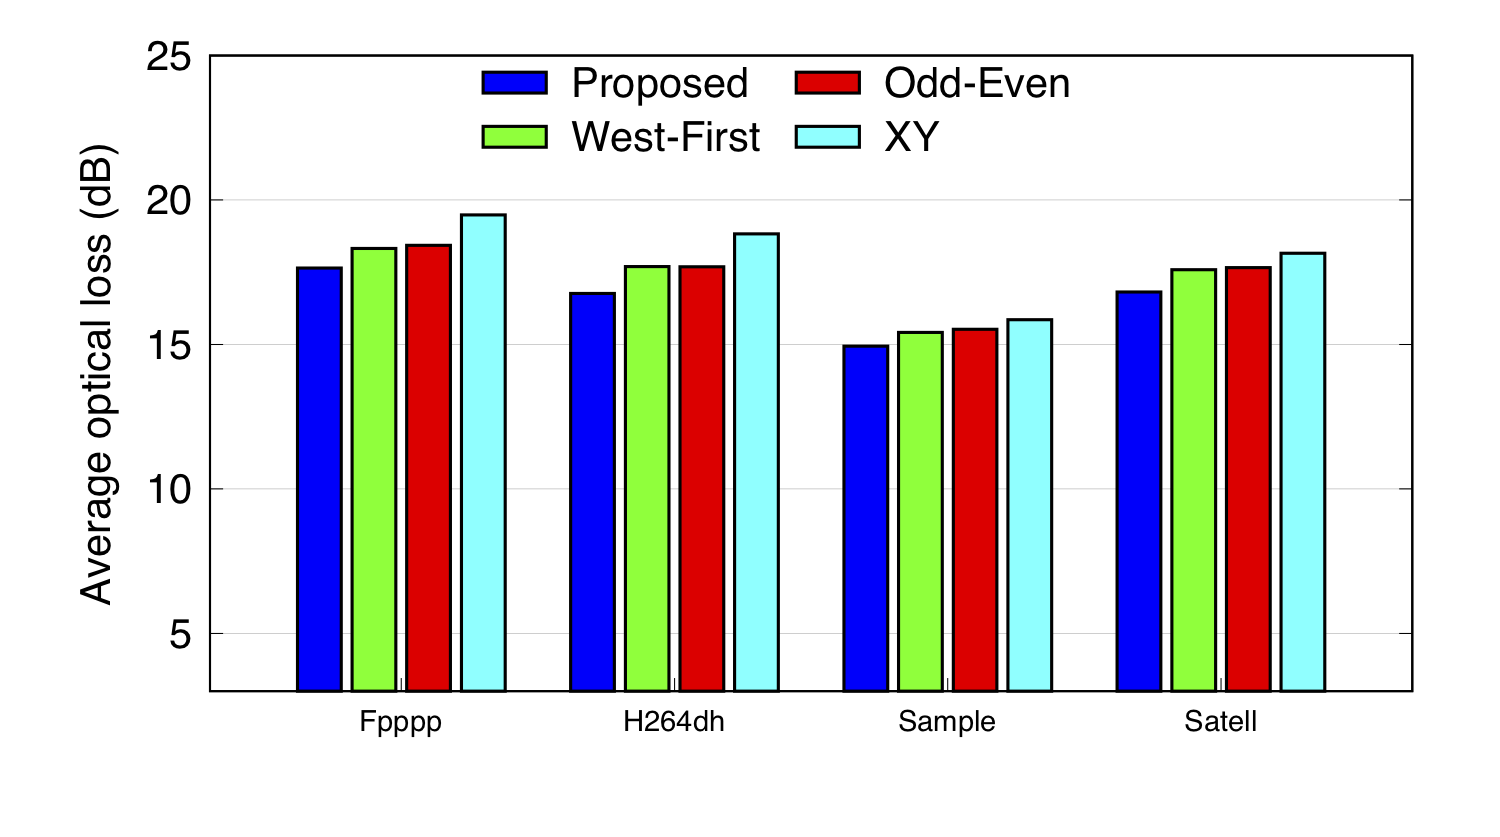 25
20
15
10
5
Average optical loss (dB)
Proposed
Odd-Even
West-First
XY
Fpppp
H264dh
Sample
Satell